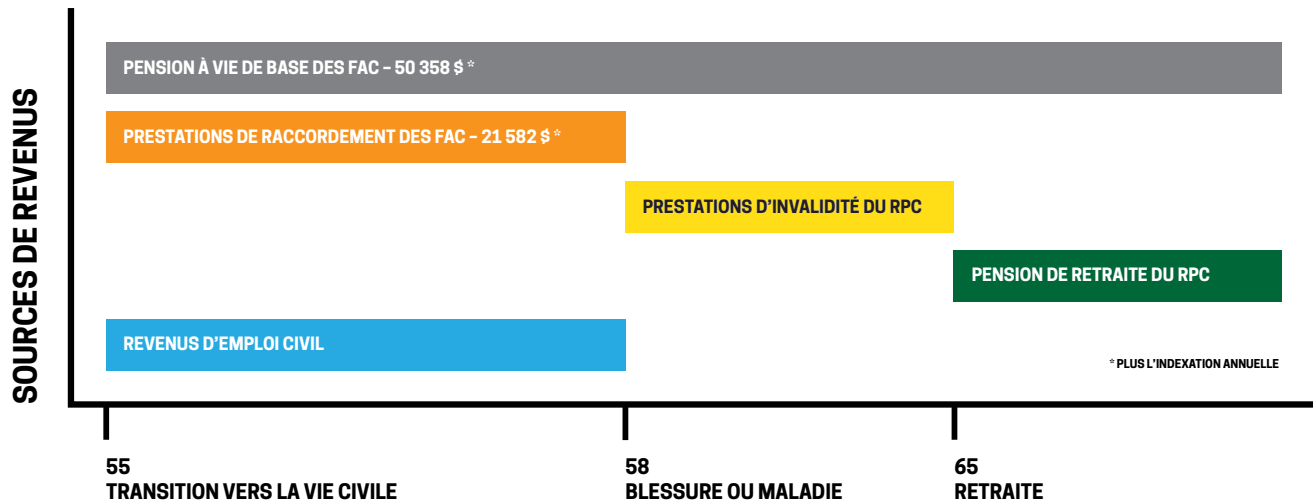 SOURCES DE REVENUS
PENSION À VIE DE BASE DES FAC – 50 358 $ *
PRESTATIONS DE RACCORDEMENT DES FAC – 21 582 $ *
PRESTATIONS D'INVALIDITÉ DU RPC
PENSION DE RETRAITE DU RPC
REVENUS D'EMPLOI CIVIL
* PLUS L'INDEXATION ANNUELLE
55
TRANSITION VERS LA VIE CIVILE
58
BLESSURE OU MALADIE
65
RETRAITE